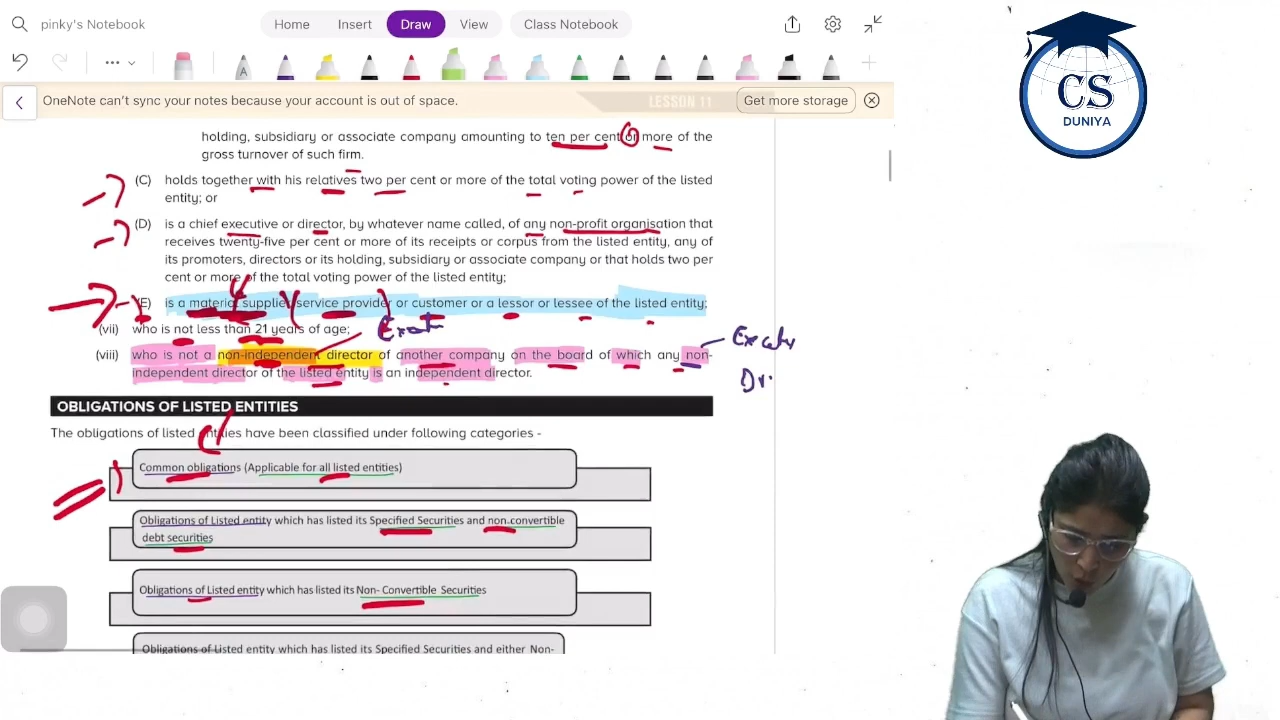 pinky's Notebook
Home Insert Draw View Class Notebook
OneNote can't sync your notes because your account is out of space.
LESSON 11
Get more storage
CS
DUNIYA
holding, subsidiary or associate company amounting to ten per cent or more of the
gross turnover of such firm.
(C) holds together with his relatives two per cent or more of the total voting power of the listed
entity; or
(D) is a chief executive or director, by whatever name called, of any non-profit organisation that
receives twenty-five per cent or more of its receipts or corpus from the listed entity, any of
its promoters, directors or its holding, subsidiary or associate company or that holds two per
cent or more of the total voting power of the listed entity;
(E) is a material supplier, service provider or customer or a lessor or lessee of the listed entity;
(vii) who is not less than 21 years of age;
(viii) who is not a non-independent director of another company on the board of which any non-
independent director of the listed entity is an independent director.
OBLIGATIONS OF LISTED ENTITIES
The obligations of listed entities have been classified under following categories -
Common obligations (Applicable for all listed entities)
Obligations of Listed entity which has listed its Specified Securities and non convertible
debt securities
Obligations of Listed entity which has listed its Non- Convertible Securities
Obligations of Listed entity which has listed its Specified Securities and either Non-